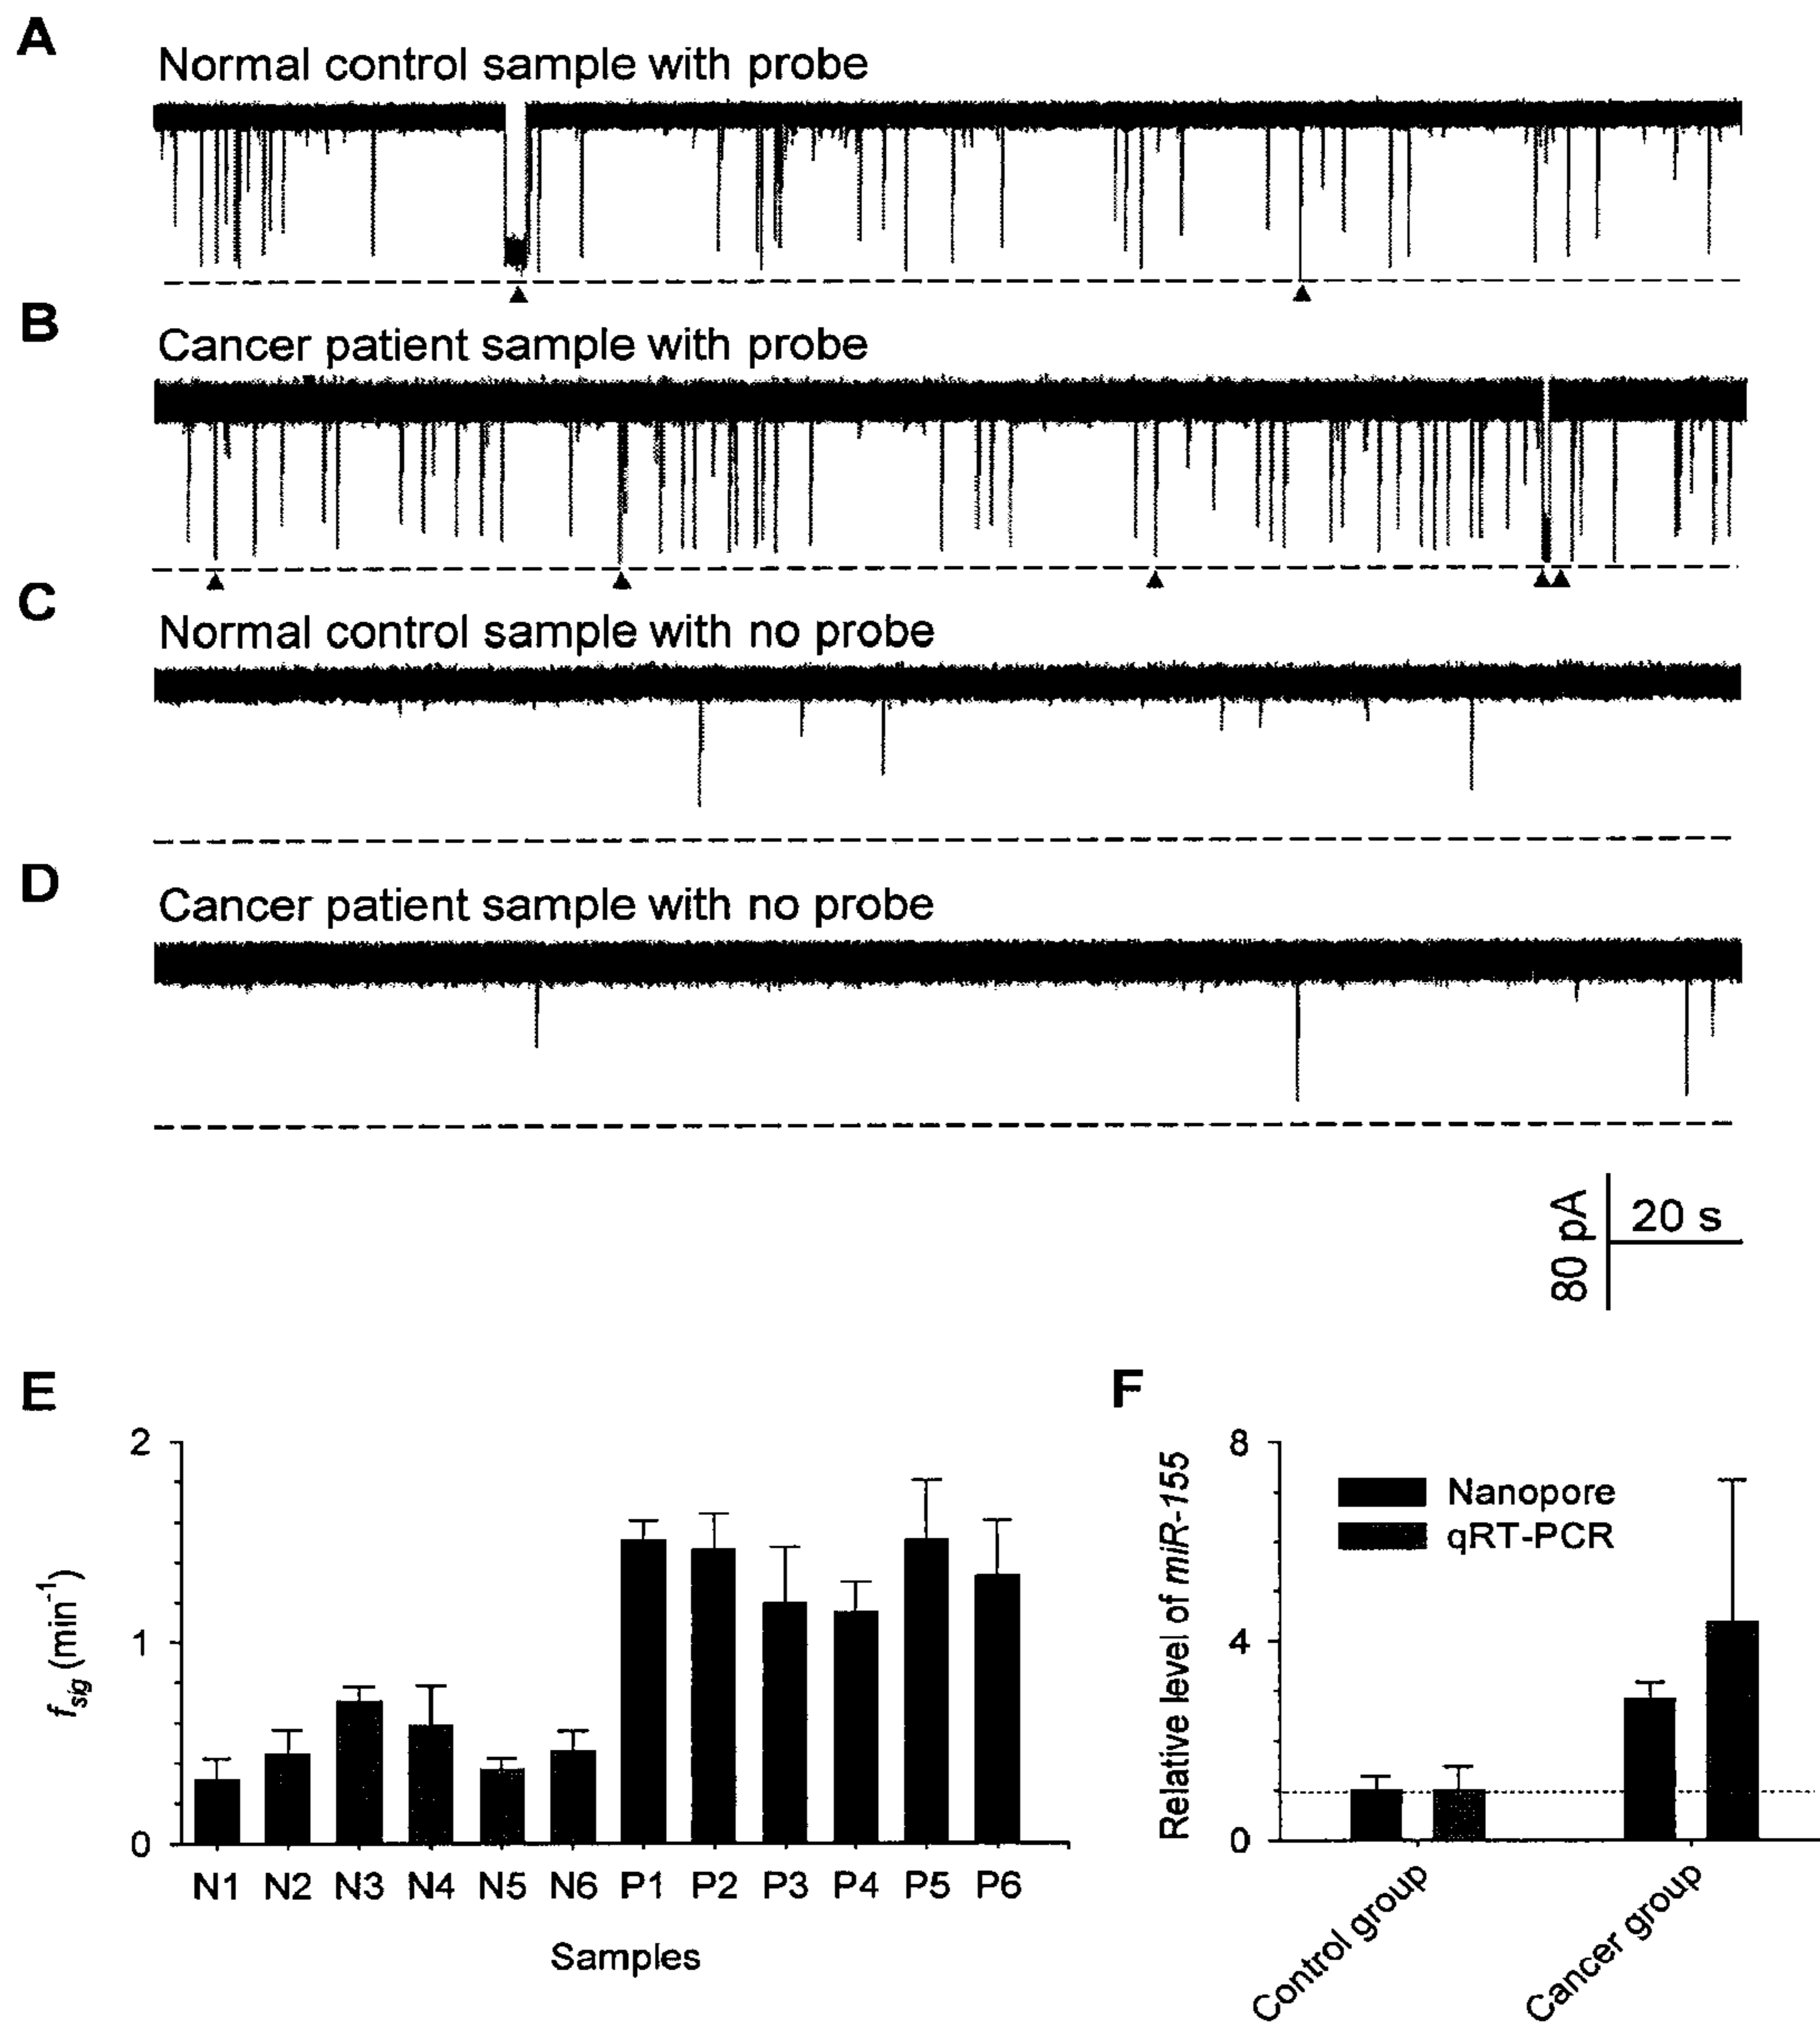 A
Normal control sample with probe
B
Cancer patient sample with probe
C
Normal control sample with no probe
D
Cancer patient sample with no probe
80 pA
20 s
E
2
1
0
f_sig (min⁻¹)
N1 N2 N3 N4 N5 N6 P1 P2 P3 P4 P5 P6
Samples
F
8
4
0
Relative level of miR-155
Nanopore
qRT-PCR
Control group
Cancer group